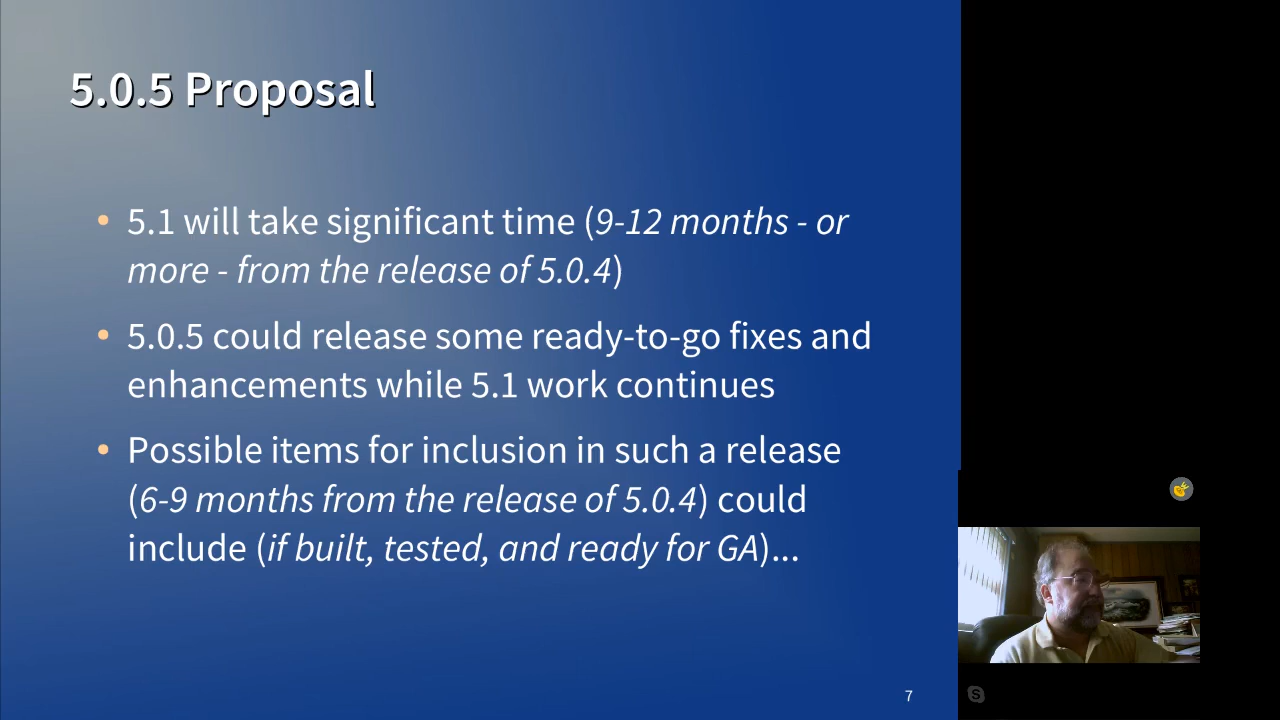 5.0.5 Proposal
• 5.1 will take significant time (9-12 months - or
more - from the release of 5.0.4)
• 5.0.5 could release some ready-to-go fixes and
enhancements while 5.1 work continues
• Possible items for inclusion in such a release
(6-9 months from the release of 5.0.4) could
include (if built, tested, and ready for GA)...
7